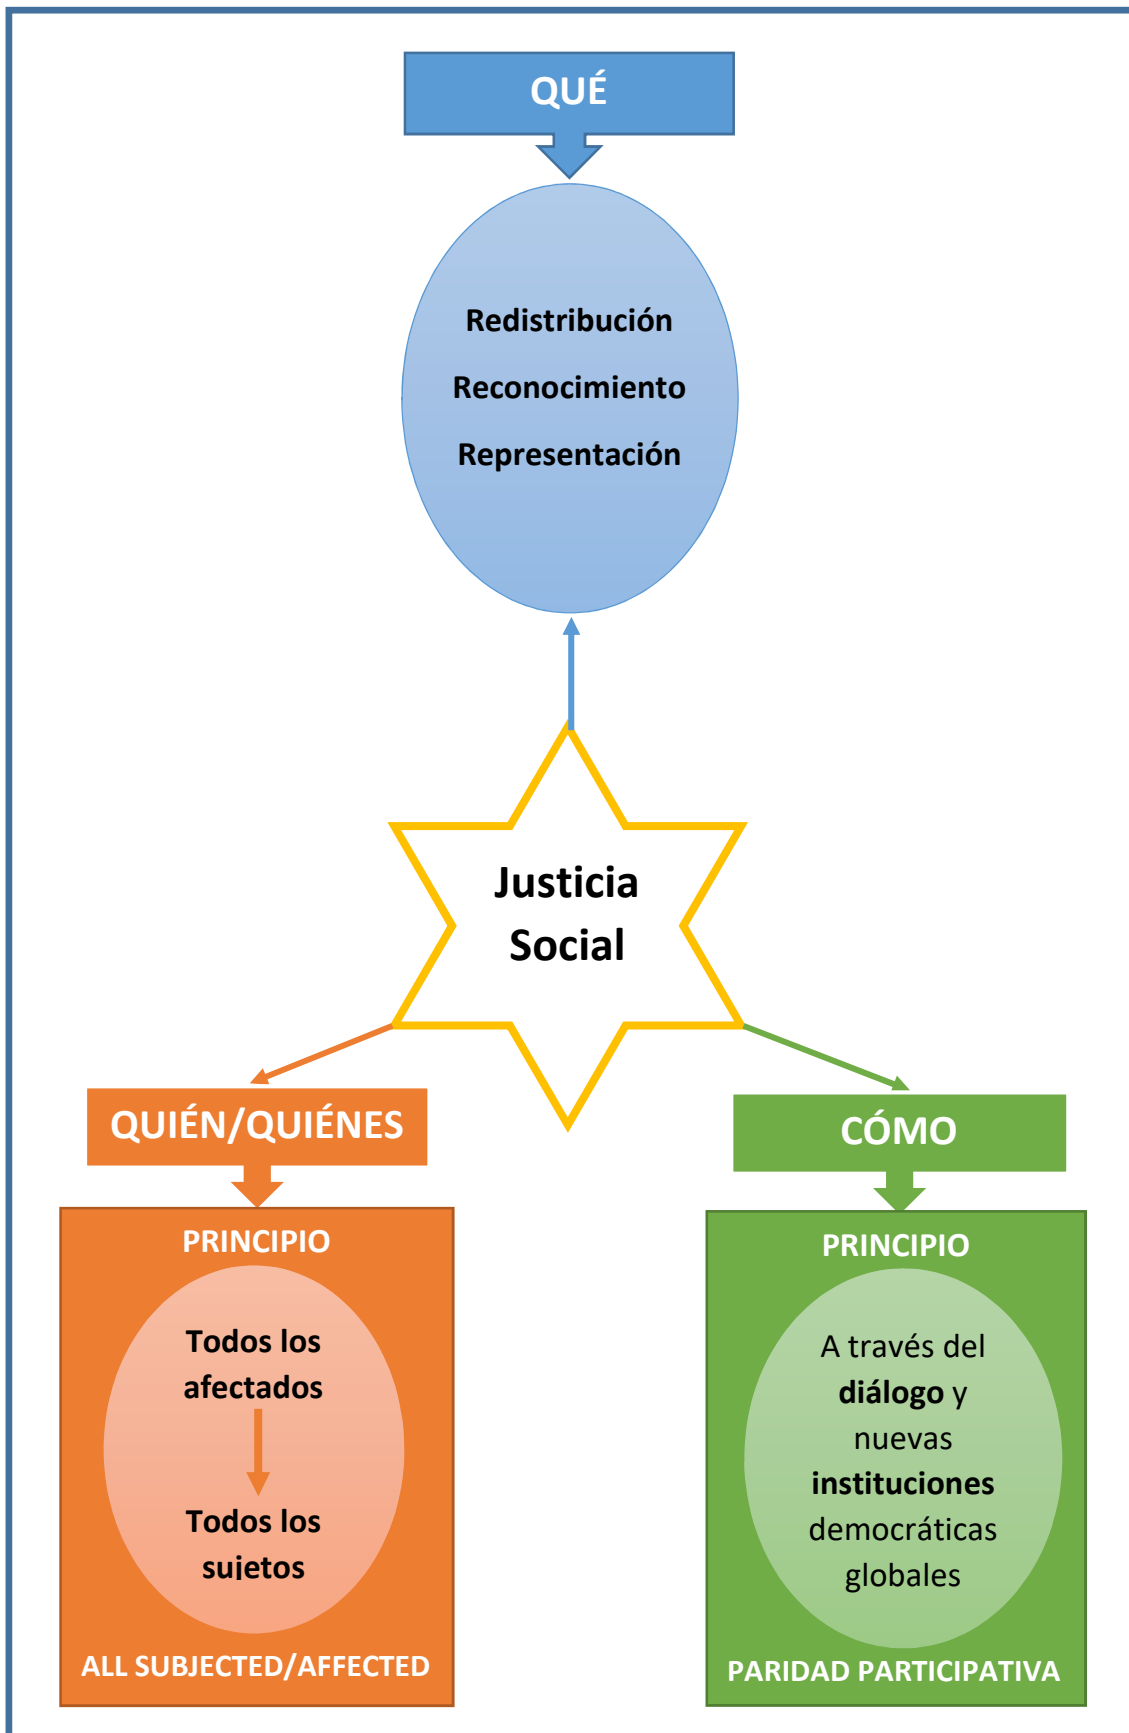 QUÉ
Redistribución
Reconocimiento
Representación
Justicia
Social
QUIÉN/QUIÉNES
PRINCIPIO
Todos los
afectados
Todos los
sujetos
ALL SUBJECTED/AFFECTED
CÓMO
PRINCIPIO
A través del
diálogo y
nuevas
instituciones
democráticas
globales
PARIDAD PARTICIPATIVA